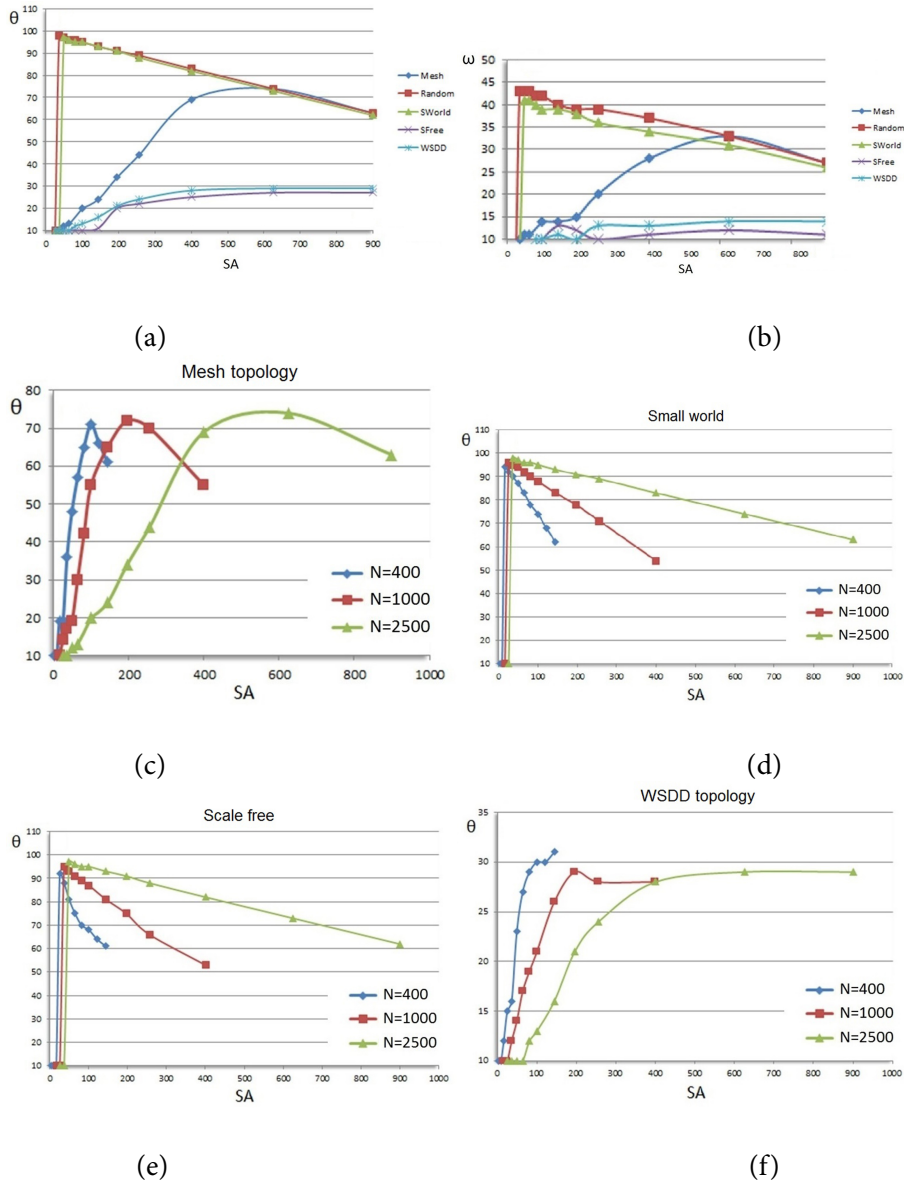 θ
110
100
90
80
70
60
50
40
30
20
10
0 100 200 300 400 500 600 700 800 900
SA
Mesh
Random
SWorld
SFree
WSDD
(a)
ω
50
45
40
35
30
25
20
15
10
0 100 200 300 400 500 600 700 800
SA
Mesh
Random
SWorld
SFree
WSDD
(b)
Mesh topology
θ
80
70
60
50
40
30
20
10
0 200 400 600 800 1000
SA
N=400
N=1000
N=2500
(c)
Small world
θ
110
100
90
80
70
60
50
40
30
20
10
0 100 200 300 400 500 600 700 800 900 1000
SA
N=400
N=1000
N=2500
(d)
Scale free
θ
110
100
90
80
70
60
50
40
30
20
10
0 100 200 300 400 500 600 700 800 900 1000
SA
N=400
N=1000
N=2500
(e)
WSDD topology
θ
35
30
25
20
15
10
0 100 200 300 400 500 600 700 800 900 1000
SA
N=400
N=1000
N=2500
(f)